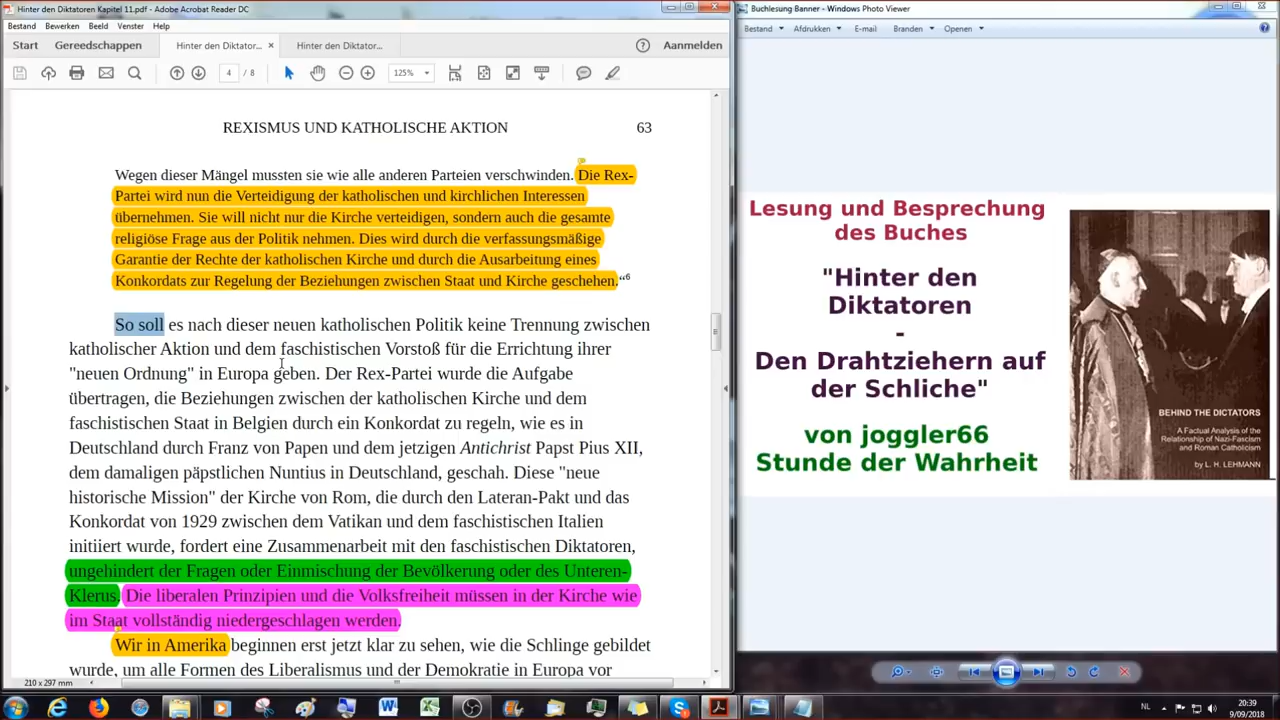 Hinter den Diktatoren Kapitel 11.pdf - Adobe Acrobat Reader DC
Bestand Bewerken Beeld Venster Help
Start Gereedschappen Hinter den Diktator... × Hinter den Diktator... Aanmelden
4 / 8 125%
REXISMUS UND KATHOLISCHE AKTION 63
Wegen dieser Mängel mussten sie wie alle anderen Parteien verschwinden. Die Rex-
Partei wird nun die Verteidigung der katholischen und kirchlichen Interessen
übernehmen. Sie will nicht nur die Kirche verteidigen, sondern auch die gesamte
religiöse Frage aus der Politik nehmen. Dies wird durch die verfassungsmäßige
Garantie der Rechte der katholischen Kirche und durch die Ausarbeitung eines
Konkordats zur Regelung der Beziehungen zwischen Staat und Kirche geschehen.“⁶
So soll es nach dieser neuen katholischen Politik keine Trennung zwischen
katholischer Aktion und dem faschistischen Vorstoß für die Errichtung ihrer
"neuen Ordnung" in Europa geben. Der Rex-Partei wurde die Aufgabe
übertragen, die Beziehungen zwischen der katholischen Kirche und dem
faschistischen Staat in Belgien durch ein Konkordat zu regeln, wie es in
Deutschland durch Franz von Papen und dem jetzigen Antichrist Papst Pius XII,
dem damaligen päpstlichen Nuntius in Deutschland, geschah. Diese "neue
historische Mission" der Kirche von Rom, die durch den Lateran-Pakt und das
Konkordat von 1929 zwischen dem Vatikan und dem faschistischen Italien
initiiert wurde, fordert eine Zusammenarbeit mit den faschistischen Diktatoren,
ungehindert der Fragen oder Einmischung der Bevölkerung oder des Unteren-
Klerus. Die liberalen Prinzipien und die Volksfreiheit müssen in der Kirche wie
im Staat vollständig niedergeschlagen werden.
Wir in Amerika beginnen erst jetzt klar zu sehen, wie die Schlinge gebildet
wurde, um alle Formen des Liberalismus und der Demokratie in Europa vor
210 x 297 mm
Buchlesung Banner - Windows Photo Viewer
Bestand Afdrukken E-mail Branden Openen
Lesung und Besprechung
des Buches
"Hinter den
Diktatoren
-
Den Drahtziehern auf
der Schliche"
von joggler66
Stunde der Wahrheit
BEHIND THE DICTATORS
A Factual Analysis of the
Relationship of Nazi-Fascism
and Roman Catholicism
by L. H. LEHMANN
NL 20:39
9/09/2018